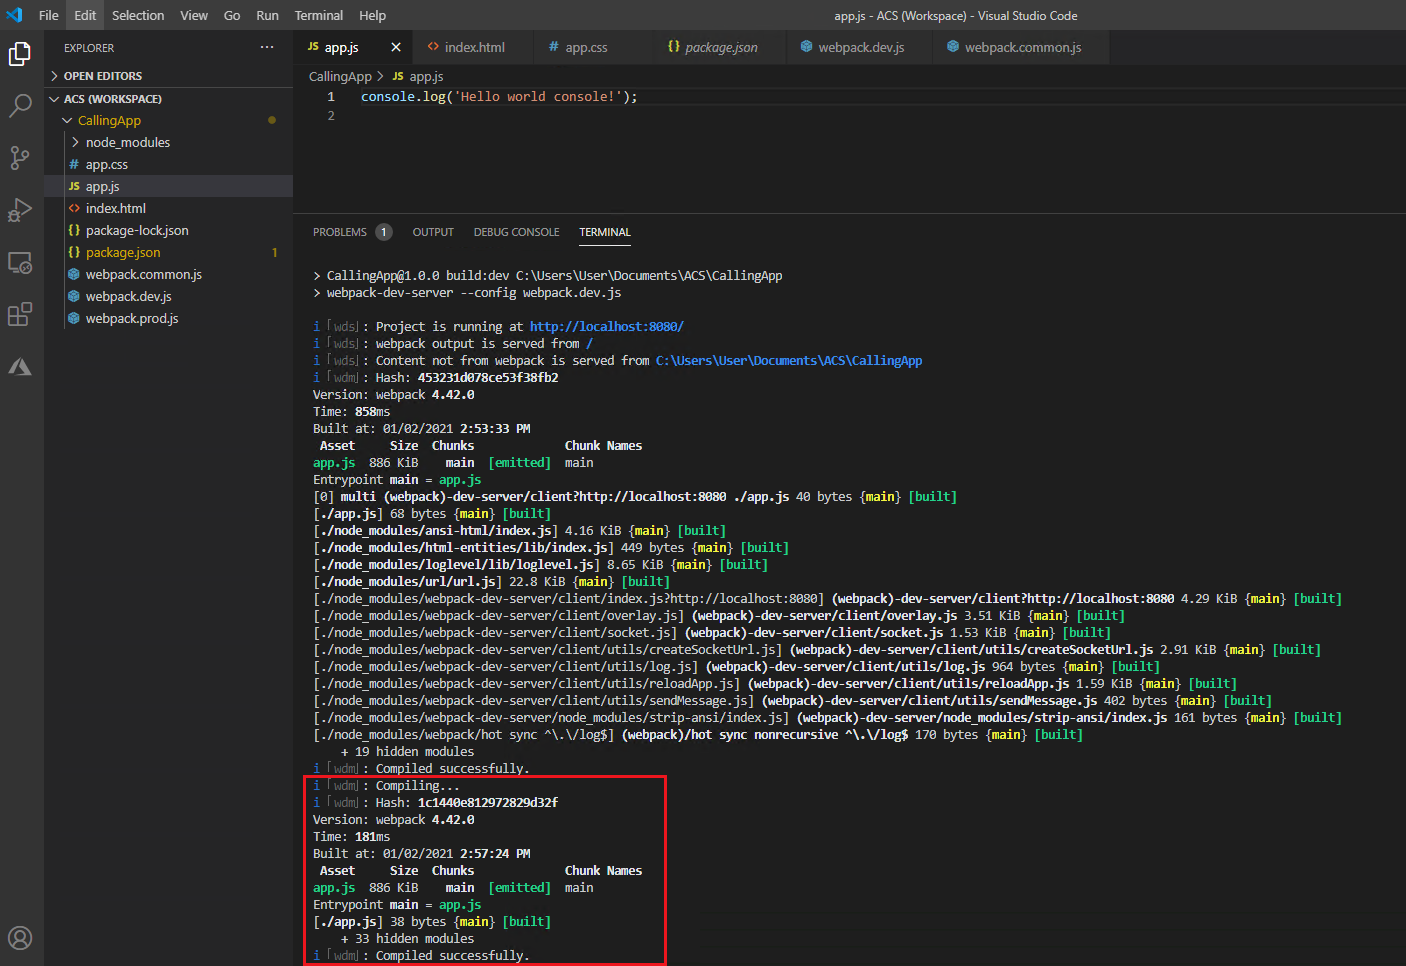 File Edit Selection View Go Run Terminal Help
app.js - ACS (Workspace) - Visual Studio Code
EXPLORER
OPEN EDITORS
ACS (WORKSPACE)
CallingApp
node_modules
# app.css
JS app.js
<> index.html
{} package-lock.json
{} package.json 1
webpack.common.js
webpack.dev.js
webpack.prod.js
JS app.js <> index.html # app.css {} package.json webpack.dev.js webpack.common.js
CallingApp > JS app.js
1 console.log('Hello world console!');
2
PROBLEMS 1 OUTPUT DEBUG CONSOLE TERMINAL
> CallingApp@1.0.0 build:dev C:\Users\User\Documents\ACS\CallingApp
> webpack-dev-server --config webpack.dev.js
i ｢wds｣: Project is running at http://localhost:8080/
i ｢wds｣: webpack output is served from /
i ｢wds｣: Content not from webpack is served from C:\Users\User\Documents\ACS\CallingApp
i ｢wdm｣: Hash: 453231d078ce53f38fb2
Version: webpack 4.42.0
Time: 858ms
Built at: 01/02/2021 2:53:33 PM
Asset Size Chunks Chunk Names
app.js 886 KiB main [emitted] main
Entrypoint main = app.js
[0] multi (webpack)-dev-server/client?http://localhost:8080 ./app.js 40 bytes {main} [built]
[./app.js] 68 bytes {main} [built]
[./node_modules/ansi-html/index.js] 4.16 KiB {main} [built]
[./node_modules/html-entities/lib/index.js] 449 bytes {main} [built]
[./node_modules/loglevel/lib/loglevel.js] 8.65 KiB {main} [built]
[./node_modules/url/url.js] 22.8 KiB {main} [built]
[./node_modules/webpack-dev-server/client/index.js?http://localhost:8080] (webpack)-dev-server/client?http://localhost:8080 4.29 KiB {main} [built]
[./node_modules/webpack-dev-server/client/overlay.js] (webpack)-dev-server/client/overlay.js 3.51 KiB {main} [built]
[./node_modules/webpack-dev-server/client/socket.js] (webpack)-dev-server/client/socket.js 1.53 KiB {main} [built]
[./node_modules/webpack-dev-server/client/utils/createSocketUrl.js] (webpack)-dev-server/client/utils/createSocketUrl.js 2.91 KiB {main} [built]
[./node_modules/webpack-dev-server/client/utils/log.js] (webpack)-dev-server/client/utils/log.js 964 bytes {main} [built]
[./node_modules/webpack-dev-server/client/utils/reloadApp.js] (webpack)-dev-server/client/utils/reloadApp.js 1.59 KiB {main} [built]
[./node_modules/webpack-dev-server/client/utils/sendMessage.js] (webpack)-dev-server/client/utils/sendMessage.js 402 bytes {main} [built]
[./node_modules/webpack-dev-server/node_modules/strip-ansi/index.js] (webpack)-dev-server/node_modules/strip-ansi/index.js 161 bytes {main} [built]
[./node_modules/webpack/hot sync ^\.\/log$] (webpack)/hot sync nonrecursive ^\.\/log$ 170 bytes {main} [built]
+ 19 hidden modules
i ｢wdm｣: Compiled successfully.
i ｢wdm｣: Compiling...
i ｢wdm｣: Hash: 1c1440e812972829d32f
Version: webpack 4.42.0
Time: 181ms
Built at: 01/02/2021 2:57:24 PM
Asset Size Chunks Chunk Names
app.js 886 KiB main [emitted] main
Entrypoint main = app.js
[./app.js] 38 bytes {main} [built]
+ 33 hidden modules
i ｢wdm｣: Compiled successfully.